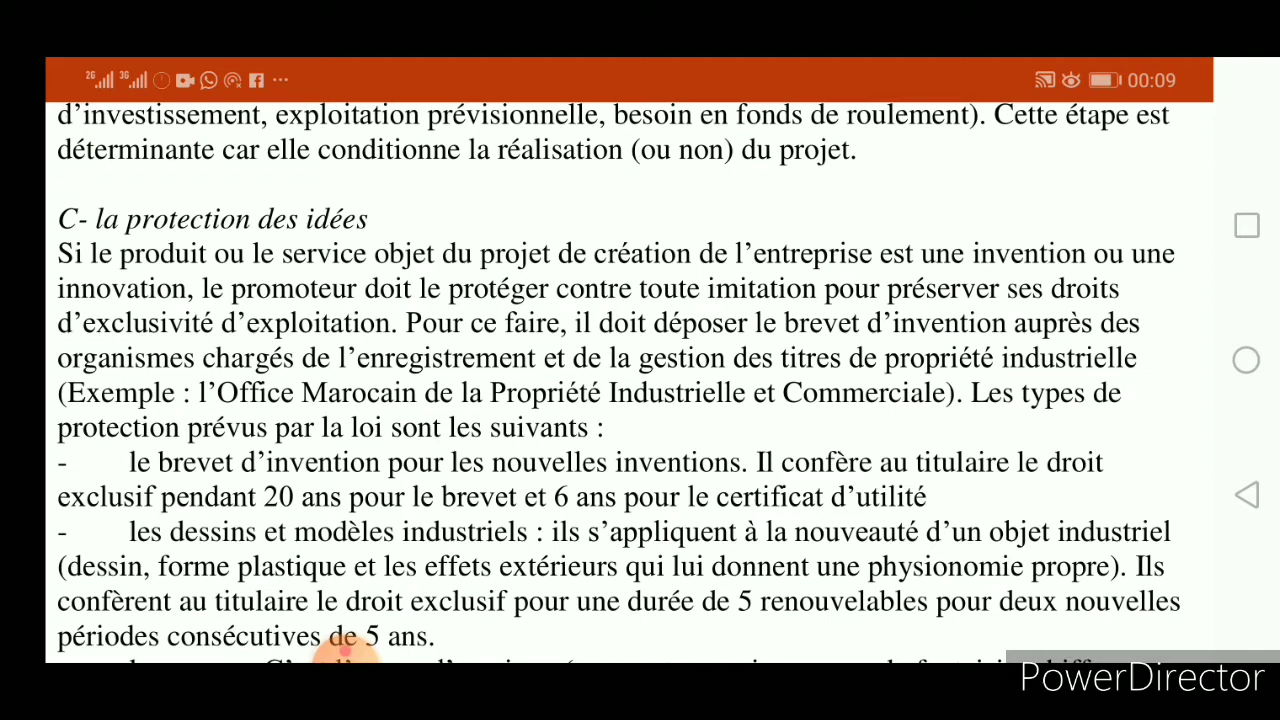 2G 3G 00:09
d'investissement, exploitation prévisionnelle, besoin en fonds de roulement). Cette étape est
déterminante car elle conditionne la réalisation (ou non) du projet.
C- la protection des idées
Si le produit ou le service objet du projet de création de l'entreprise est une invention ou une
innovation, le promoteur doit le protéger contre toute imitation pour préserver ses droits
d'exclusivité d'exploitation. Pour ce faire, il doit déposer le brevet d'invention auprès des
organismes chargés de l'enregistrement et de la gestion des titres de propriété industrielle
(Exemple : l'Office Marocain de la Propriété Industrielle et Commerciale). Les types de
protection prévus par la loi sont les suivants :
- le brevet d'invention pour les nouvelles inventions. Il confère au titulaire le droit
exclusif pendant 20 ans pour le brevet et 6 ans pour le certificat d'utilité
- les dessins et modèles industriels : ils s'appliquent à la nouveauté d'un objet industriel
(dessin, forme plastique et les effets extérieurs qui lui donnent une physionomie propre). Ils
confèrent au titulaire le droit exclusif pour une durée de 5 renouvelables pour deux nouvelles
périodes consécutives de 5 ans.
PowerDirector